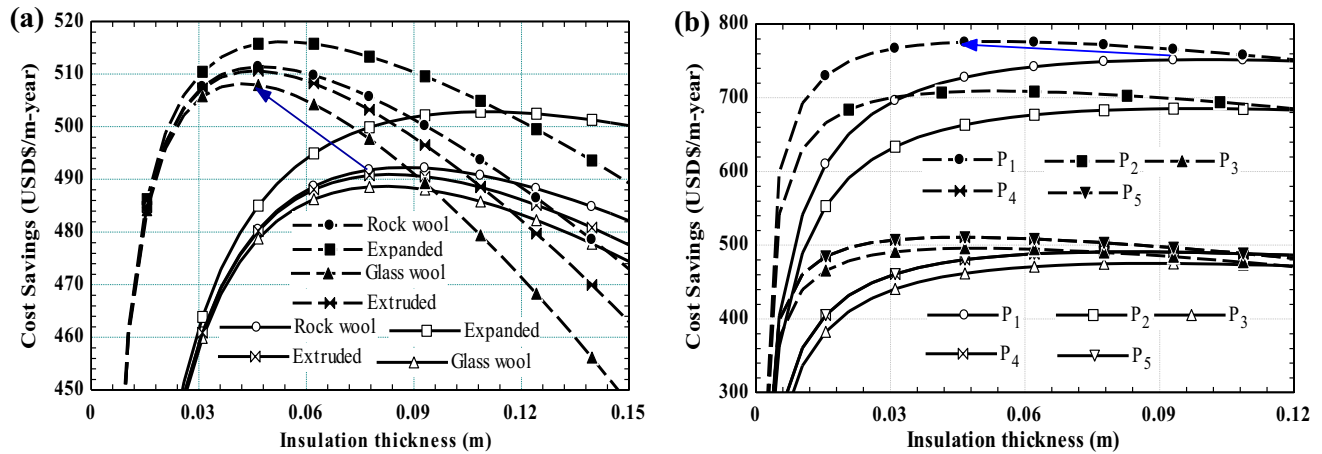 (a)
520
510
500
490
480
470
460
450
Cost Savings (USD$/m-year)
Rock wool
Expanded
Glass wool
Extruded
Rock wool Expanded
Extruded Glass wool
0 0.03 0.06 0.09 0.12 0.15
Insulation thickness (m)
(b)
800
700
600
500
400
300
Cost Savings (USD$/m-year)
P1 P2 P3
P4 P5
P1 P2 P3
P4 P5
0 0.03 0.06 0.09 0.12
Insulation thickness (m)